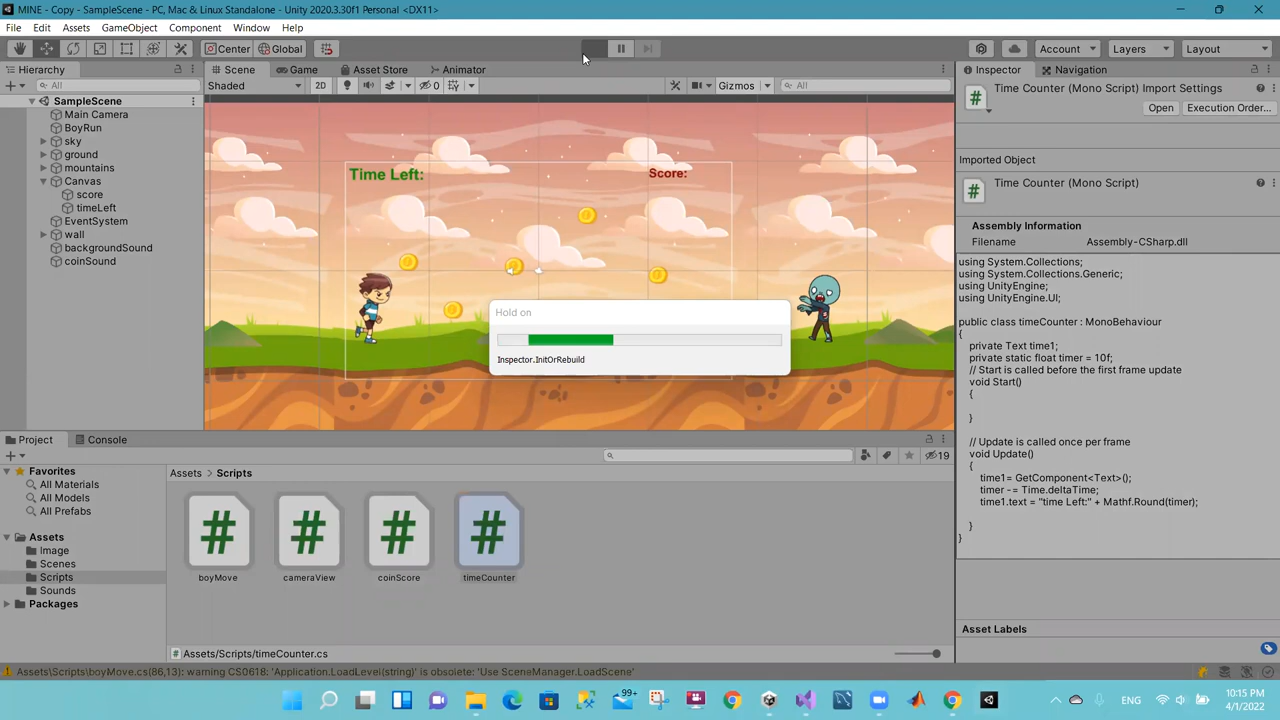 MINE - Copy - SampleScene - PC, Mac & Linux Standalone - Unity 2020.3.30f1 Personal <DX11>
File Edit Assets GameObject Component Window Help
Center Global Account Layers Layout
Hierarchy Scene Game Asset Store Animator Inspector Navigation
All Shaded 2D 0 Gizmos All
Time Counter (Mono Script) Import Settings
Open Execution Order...
SampleScene
Main Camera
BoyRun
sky
ground
mountains
Canvas
score
timeLeft
EventSystem
wall
backgroundSound
coinSound
Time Left:
Score:
Hold on
Inspector.InitOrRebuild
Imported Object
Time Counter (Mono Script)
Assembly Information
Filename Assembly-CSharp.dll
using System.Collections;
using System.Collections.Generic;
using UnityEngine;
using UnityEngine.UI;
public class timeCounter : MonoBehaviour
{
private Text time1;
private static float timer = 10f;
// Start is called before the first frame update
void Start()
{
}
// Update is called once per frame
void Update()
{
time1= GetComponent<Text>();
timer -= Time.deltaTime;
time1.text = "time Left:" + Mathf.Round(timer);
}
}
Asset Labels
Project Console
19
Favorites
All Materials
All Models
All Prefabs
Assets
Image
Scenes
Scripts
Sounds
Packages
Assets > Scripts
boyMove cameraView coinScore timeCounter
Assets/Scripts/timeCounter.cs
Assets\Scripts\boyMove.cs(86,13): warning CS0618: 'Application.LoadLevel(string)' is obsolete: 'Use SceneManager.LoadScene'
99+
ENG
10:15 PM
4/1/2022